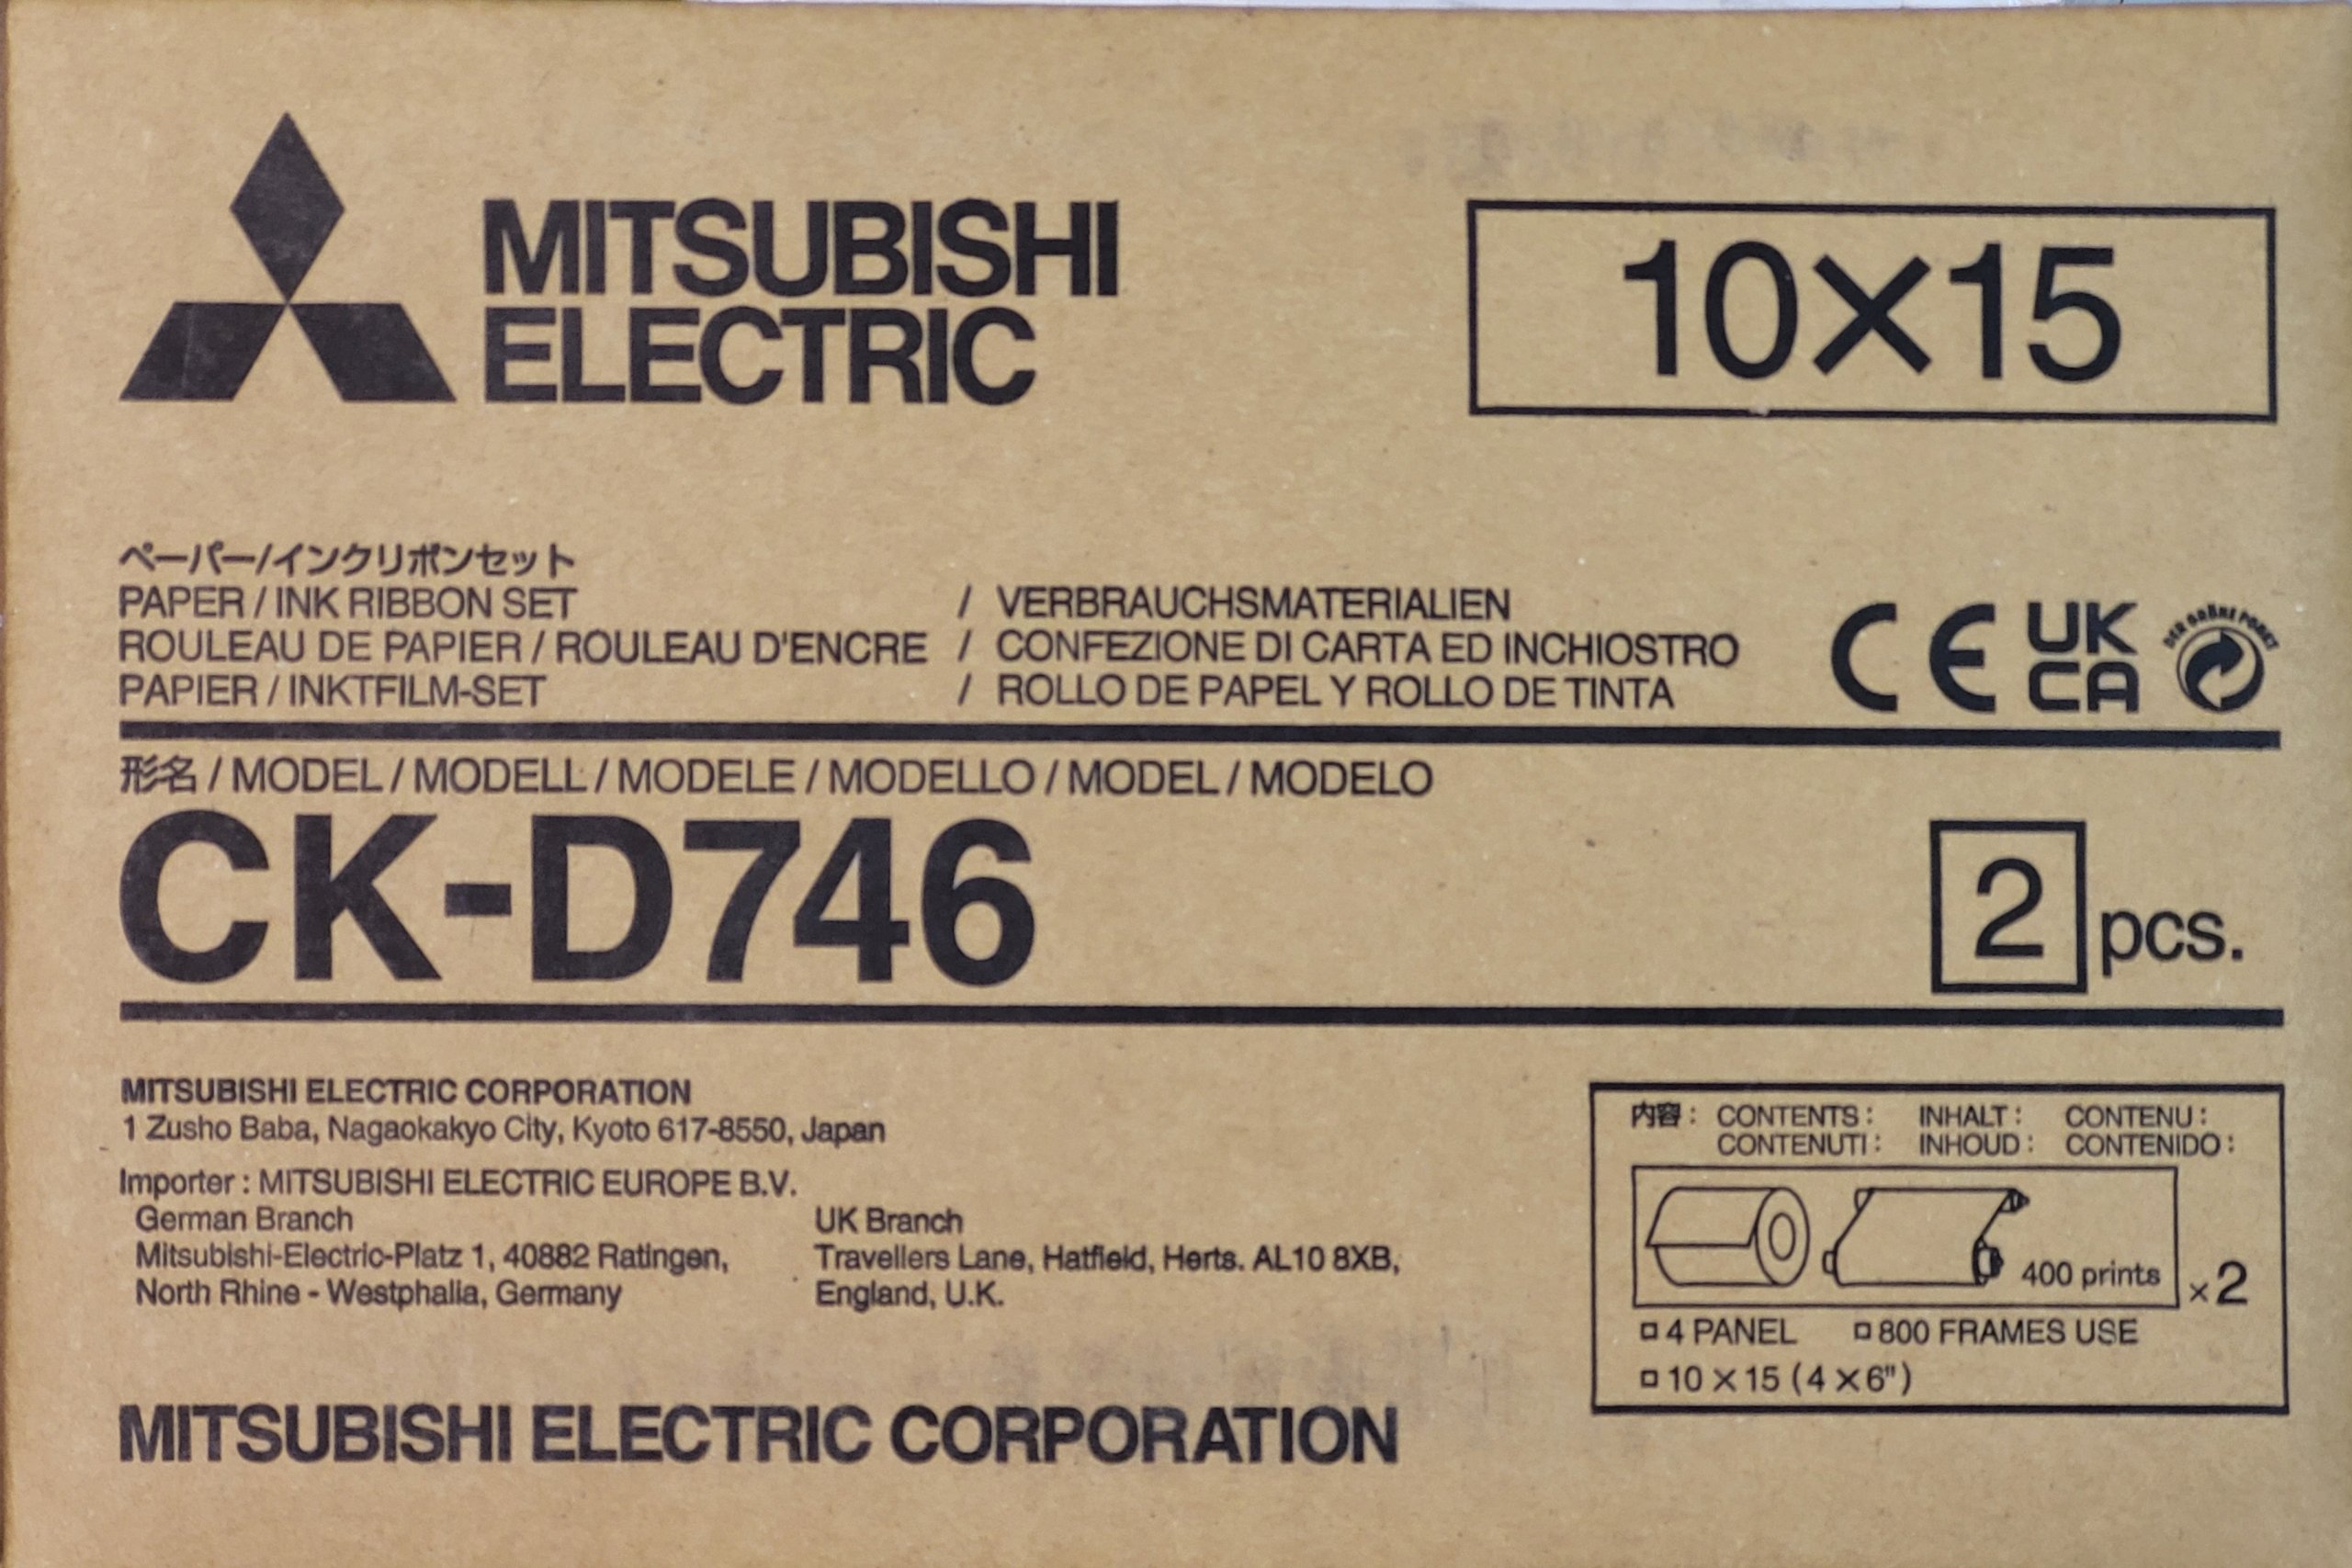 MITSUBISHI
ELECTRIC
10×15
ペーパー/インクリボンセット
PAPER / INK RIBBON SET / VERBRAUCHSMATERIALIEN
ROULEAU DE PAPIER / ROULEAU D'ENCRE / CONFEZIONE DI CARTA ED INCHIOSTRO
PAPIER / INKTFILM-SET / ROLLO DE PAPEL Y ROLLO DE TINTA
CE
UK
CA
DER GRÜNE PUNKT
形名 / MODEL / MODELL / MODELE / MODELLO / MODEL / MODELO
CK-D746
2 pcs.
MITSUBISHI ELECTRIC CORPORATION
1 Zusho Baba, Nagaokakyo City, Kyoto 617-8550, Japan
Importer : MITSUBISHI ELECTRIC EUROPE B.V.
German Branch
Mitsubishi-Electric-Platz 1, 40882 Ratingen,
North Rhine - Westphalia, Germany
UK Branch
Travellers Lane, Hatfield, Herts. AL10 8XB,
England, U.K.
内容 : CONTENTS : INHALT : CONTENU :
CONTENUTI : INHOUD : CONTENIDO :
400 prints ×2
4 PANEL 800 FRAMES USE
10 × 15 ( 4 × 6" )
MITSUBISHI ELECTRIC CORPORATION